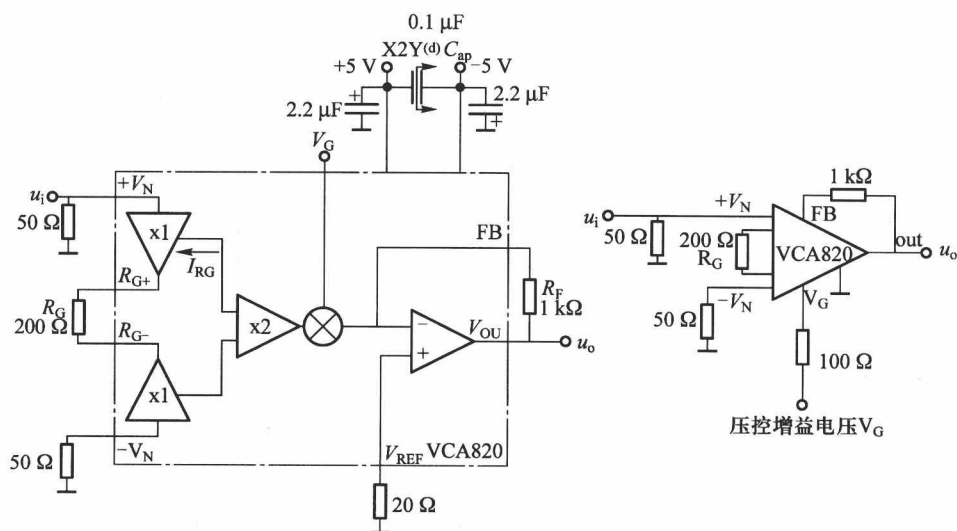 0.1 μF
X2Y(d) Cap
+5 V
−5 V
2.2 μF
+
2.2 μF
+
VG
ui
+VN
50 Ω
x1
IRG
RG+
RG
200 Ω
RG−
x1
x2
−VN
50 Ω
FB
RF
1 kΩ
−
+
VOU
uo
VREF VCA820
20 Ω
1 kΩ
FB
+VN
ui
50 Ω
200 Ω
RG
VCA820
out
uo
−VN
VG
50 Ω
100 Ω
压控增益电压VG